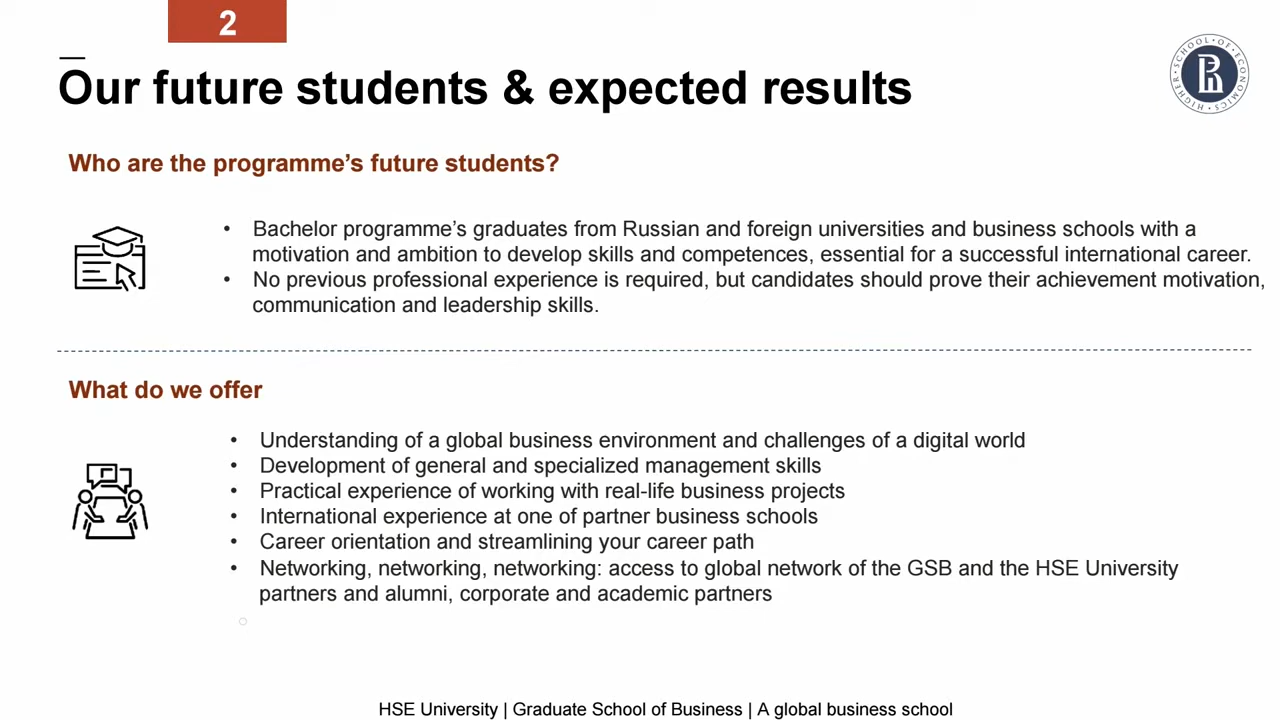 2
Our future students & expected results
HIGHER · SCHOOL · OF · ECONOMICS ·
Who are the programme’s future students?
• Bachelor programme’s graduates from Russian and foreign universities and business schools with a
motivation and ambition to develop skills and competences, essential for a successful international career.
• No previous professional experience is required, but candidates should prove their achievement motivation,
communication and leadership skills.
What do we offer
• Understanding of a global business environment and challenges of a digital world
• Development of general and specialized management skills
• Practical experience of working with real-life business projects
• International experience at one of partner business schools
• Career orientation and streamlining your career path
• Networking, networking, networking: access to global network of the GSB and the HSE University
partners and alumni, corporate and academic partners
HSE University | Graduate School of Business | A global business school